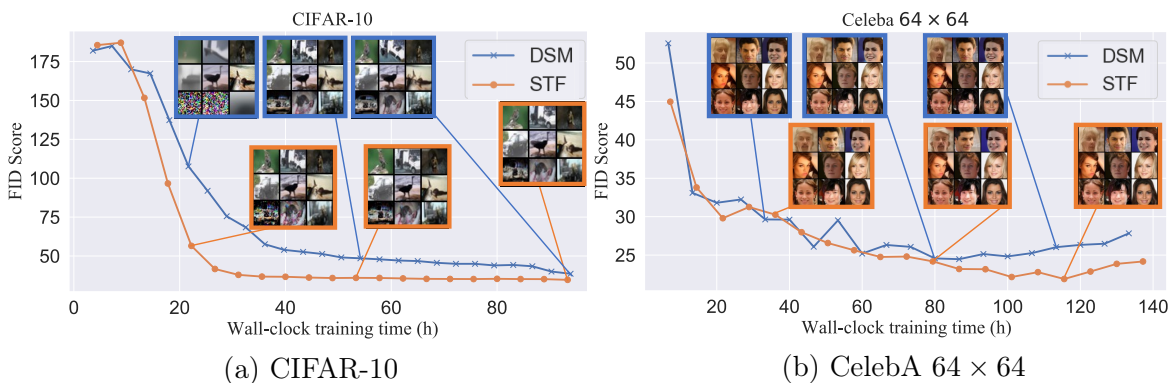 CIFAR-10
175
150
125
100
75
50
FID Score
0
20
40
60
80
Wall-clock training time (h)
DSM
STF
(a) CIFAR-10
Celeba 64 × 64
50
45
40
35
30
25
FID Score
20
40
60
80
100
120
140
Wall-clock training time (h)
DSM
STF
(b) CelebA 64 × 64